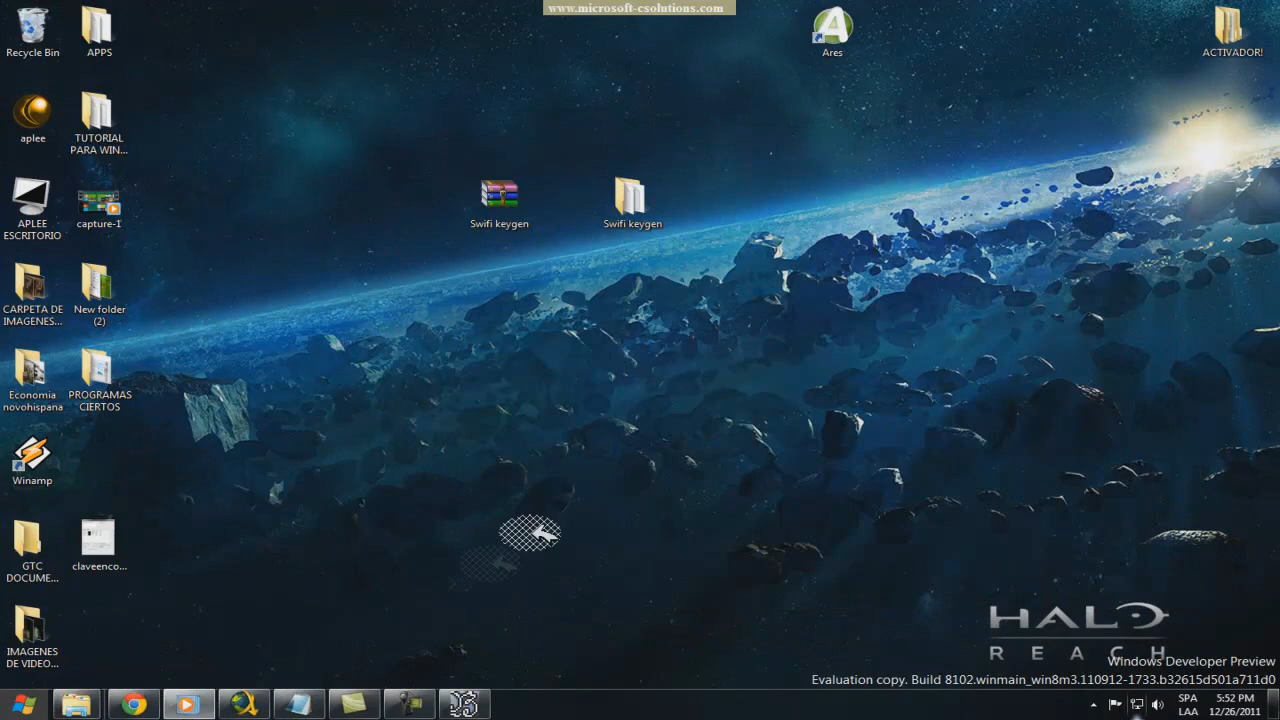 www.microsoft-csolutions.com
Recycle Bin
APPS
Ares
ACTIVADOR!
aplee
TUTORIAL
PARA WIN...
APLEE
ESCRITORIO
capture-1
Swifi keygen
Swifi keygen
CARPETA DE
IMAGENES...
New folder
(2)
Economia
novohispana
PROGRAMAS
CIERTOS
Winamp
GTC
DOCUME...
claveenco...
IMAGENES
DE VIDEO...
HALO
REACH
Windows Developer Preview
Evaluation copy. Build 8102.winmain_win8m3.110912-1733.b32615d501a711d0
SPA
LAA
5:52 PM
12/26/2011